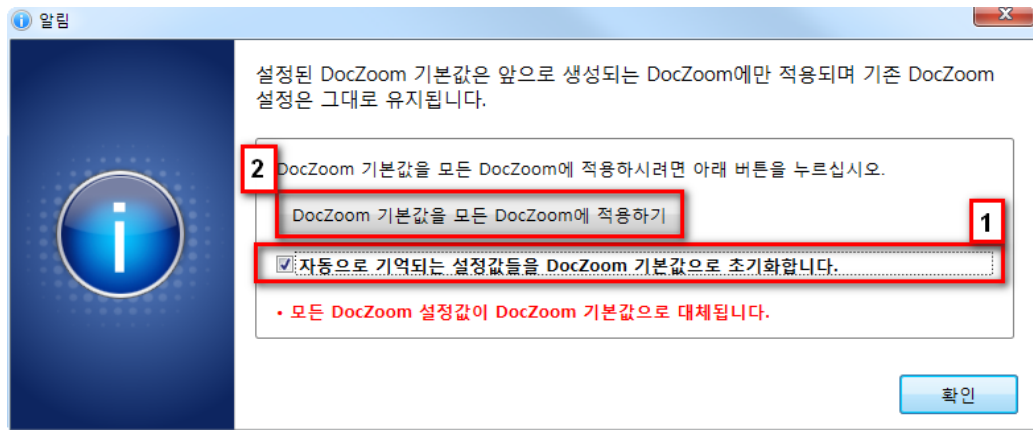 알림
설정된 DocZoom 기본값은 앞으로 생성되는 DocZoom에만 적용되며 기존 DocZoom
설정은 그대로 유지됩니다.
2
DocZoom 기본값을 모든 DocZoom에 적용하시려면 아래 버튼을 누르십시오.
DocZoom 기본값을 모든 DocZoom에 적용하기
1
자동으로 기억되는 설정값들을 DocZoom 기본값으로 초기화합니다.
• 모든 DocZoom 설정값이 DocZoom 기본값으로 대체됩니다.
확인